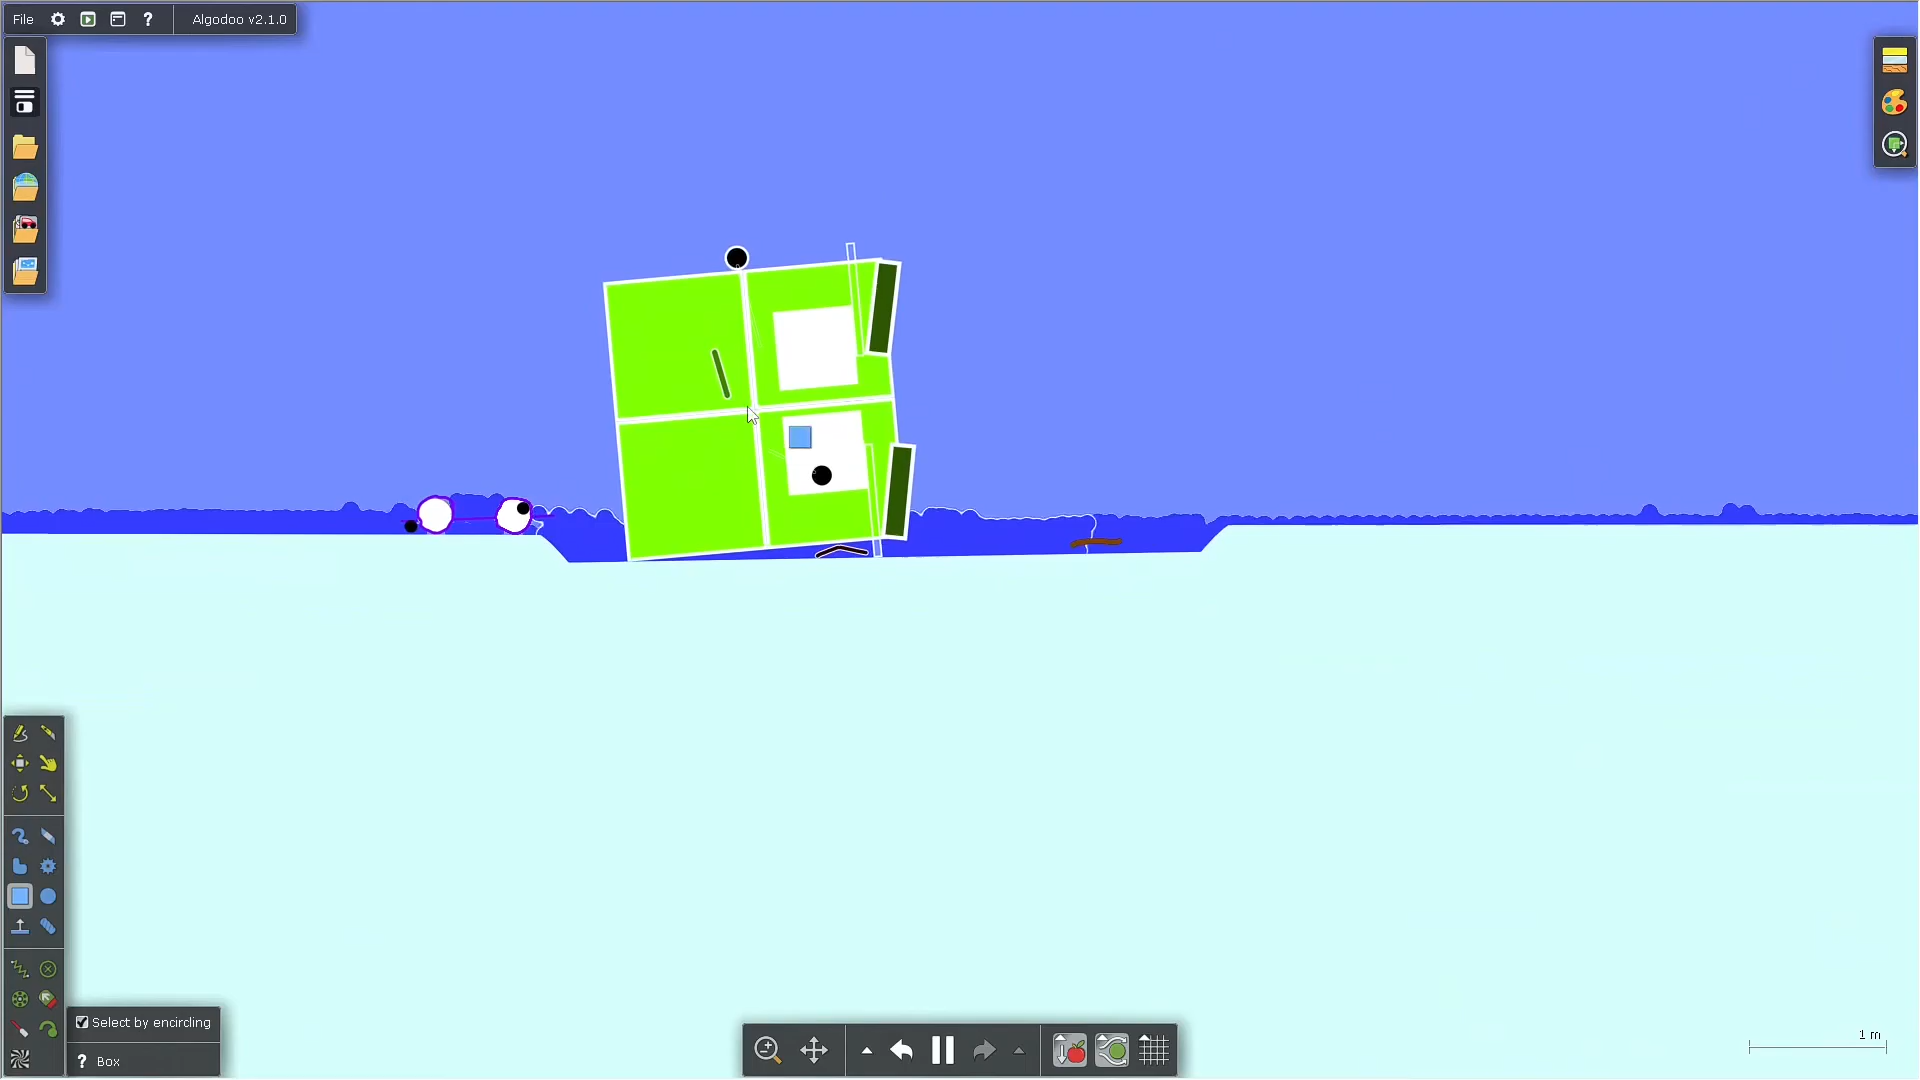 File ? Algodoo v2.1.0
Select by encircling
? Box
1 m